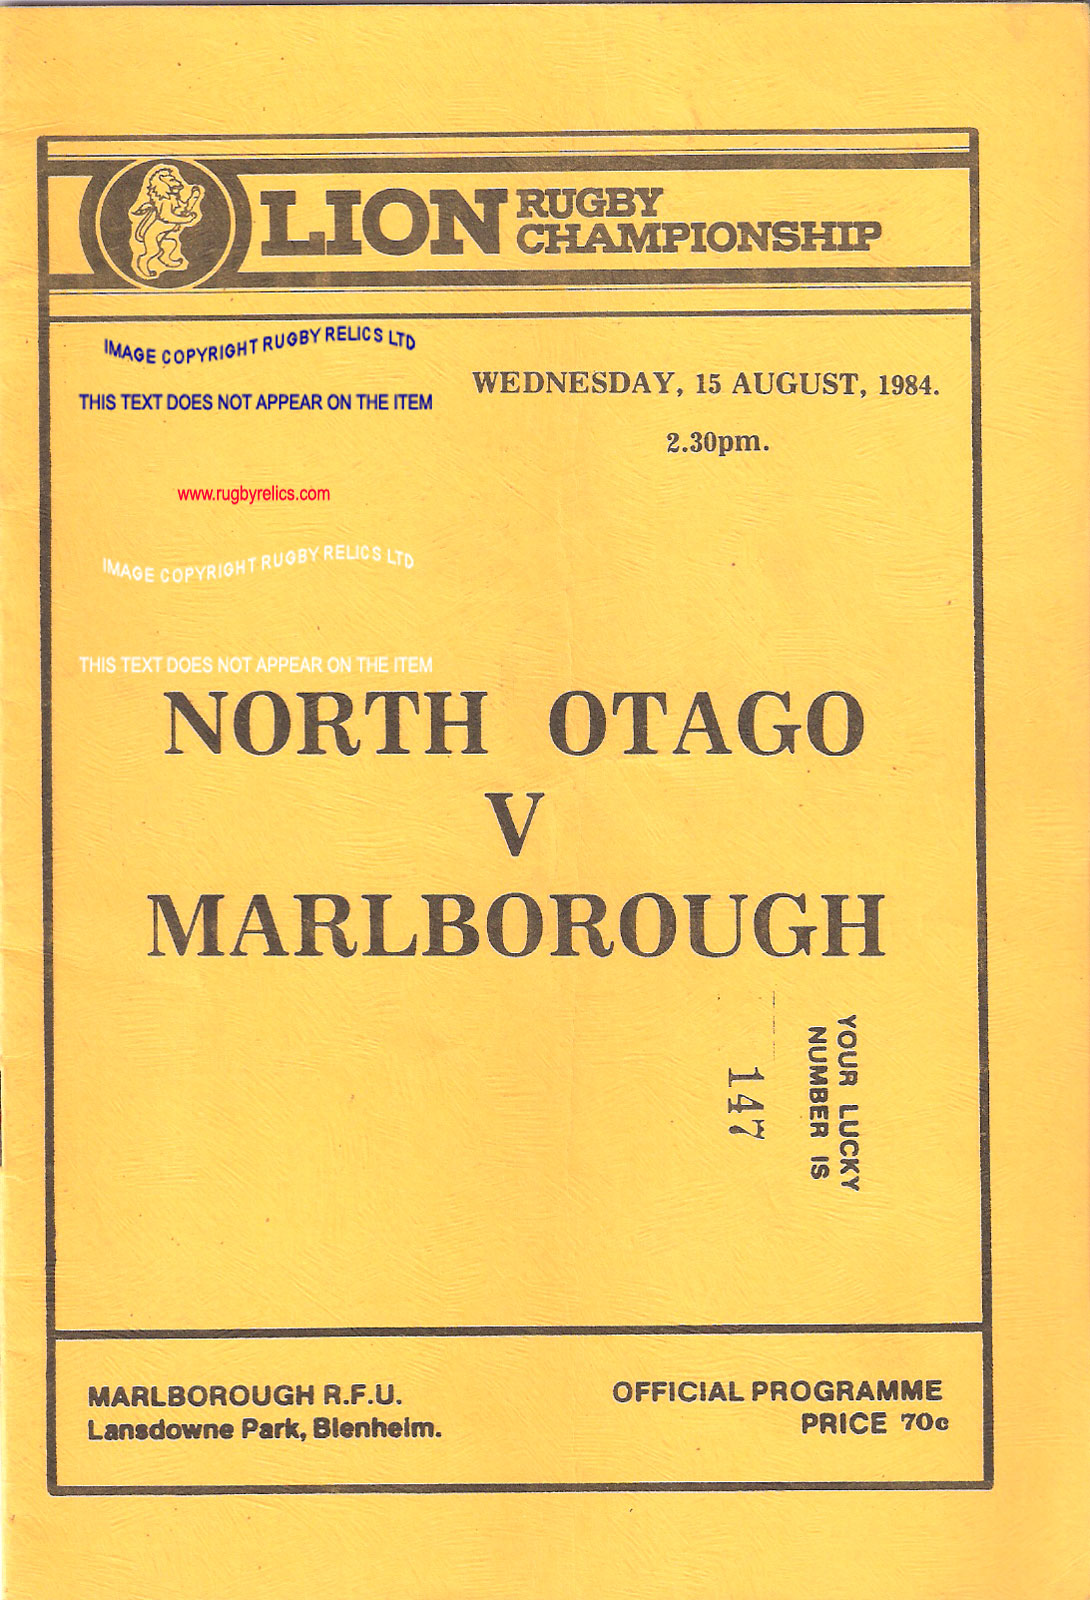 LION RUGBY
CHAMPIONSHIP
IMAGE COPYRIGHT RUGBY RELICS LTD
THIS TEXT DOES NOT APPEAR ON THE ITEM
WEDNESDAY, 15 AUGUST, 1984.
2.30pm.
www.rugbyrelics.com
IMAGE COPYRIGHT RUGBY RELICS LTD
THIS TEXT DOES NOT APPEAR ON THE ITEM
NORTH OTAGO
V
MARLBOROUGH
YOUR LUCKY
NUMBER IS
147
MARLBOROUGH R.F.U.
Lansdowne Park, Blenheim.
OFFICIAL PROGRAMME
PRICE 70c